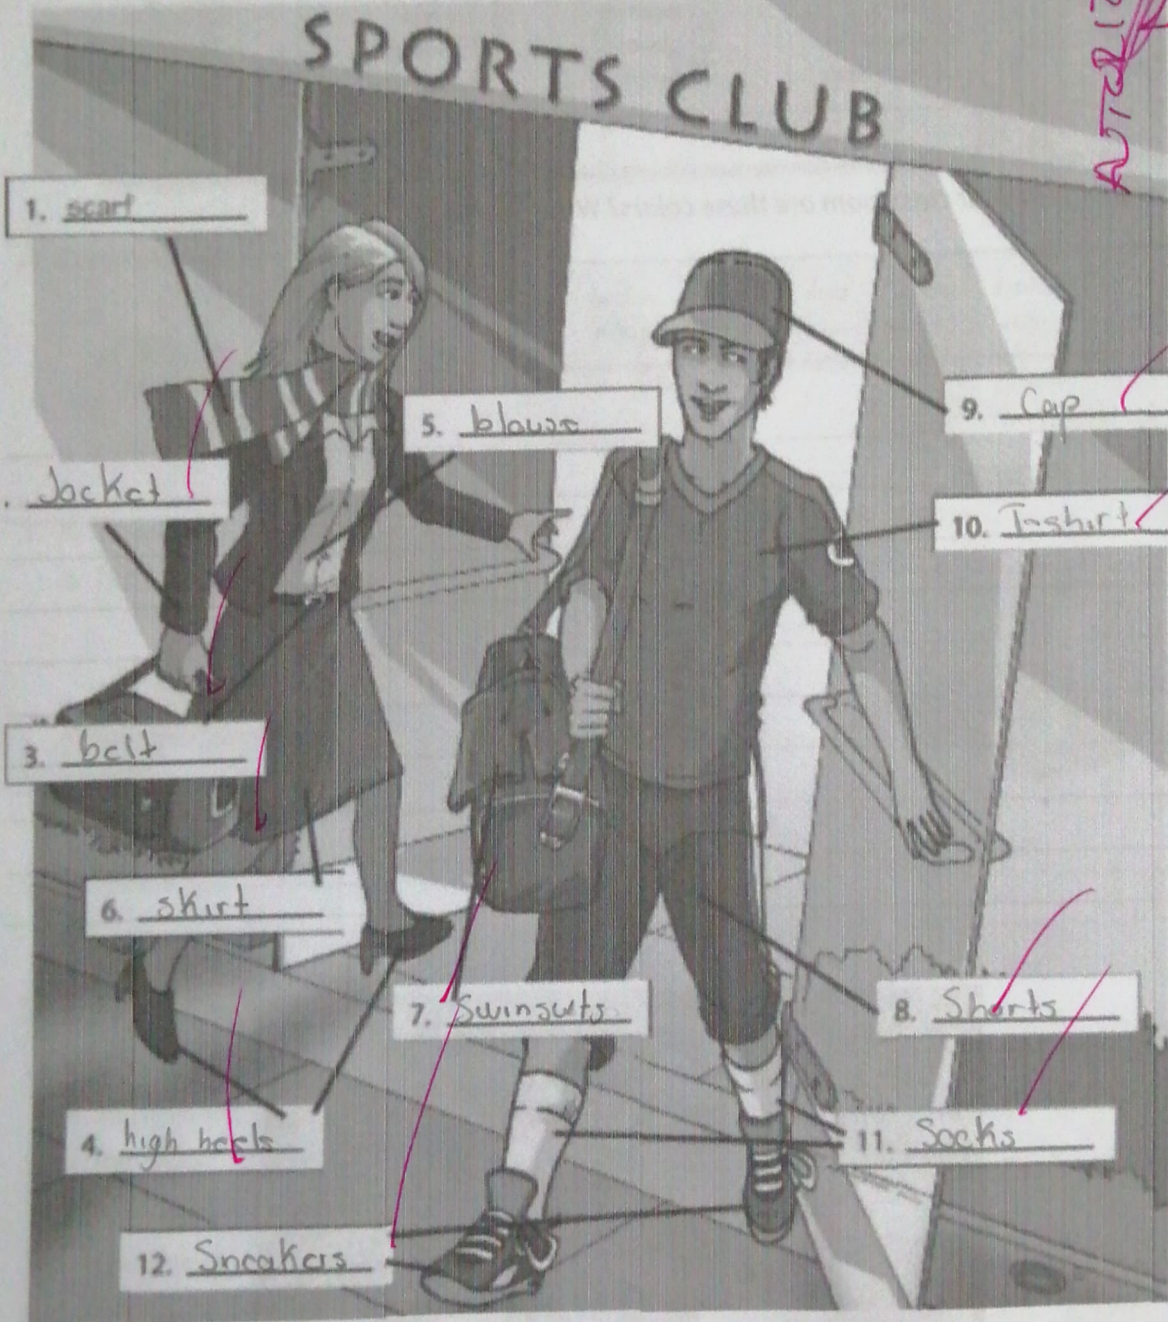 SPORTS CLUB
1. scarf
5. blouse
9. Cap
. Jacket
10. T-shirt
3. belt
6. skirt
7. Swinsuits
8. Shorts
4. high heels
11. Socks
12. Sneakers